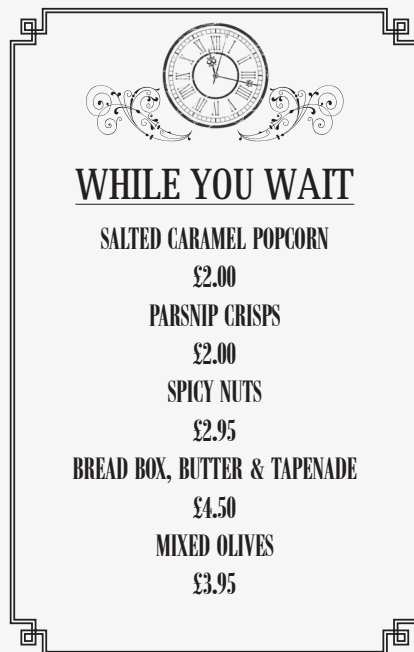 WHILE YOU WAIT
SALTED CARAMEL POPCORN
£2.00
PARSNIP CRISPS
£2.00
SPICY NUTS
£2.95
BREAD BOX, BUTTER & TAPENADE
£4.50
MIXED OLIVES
£3.95